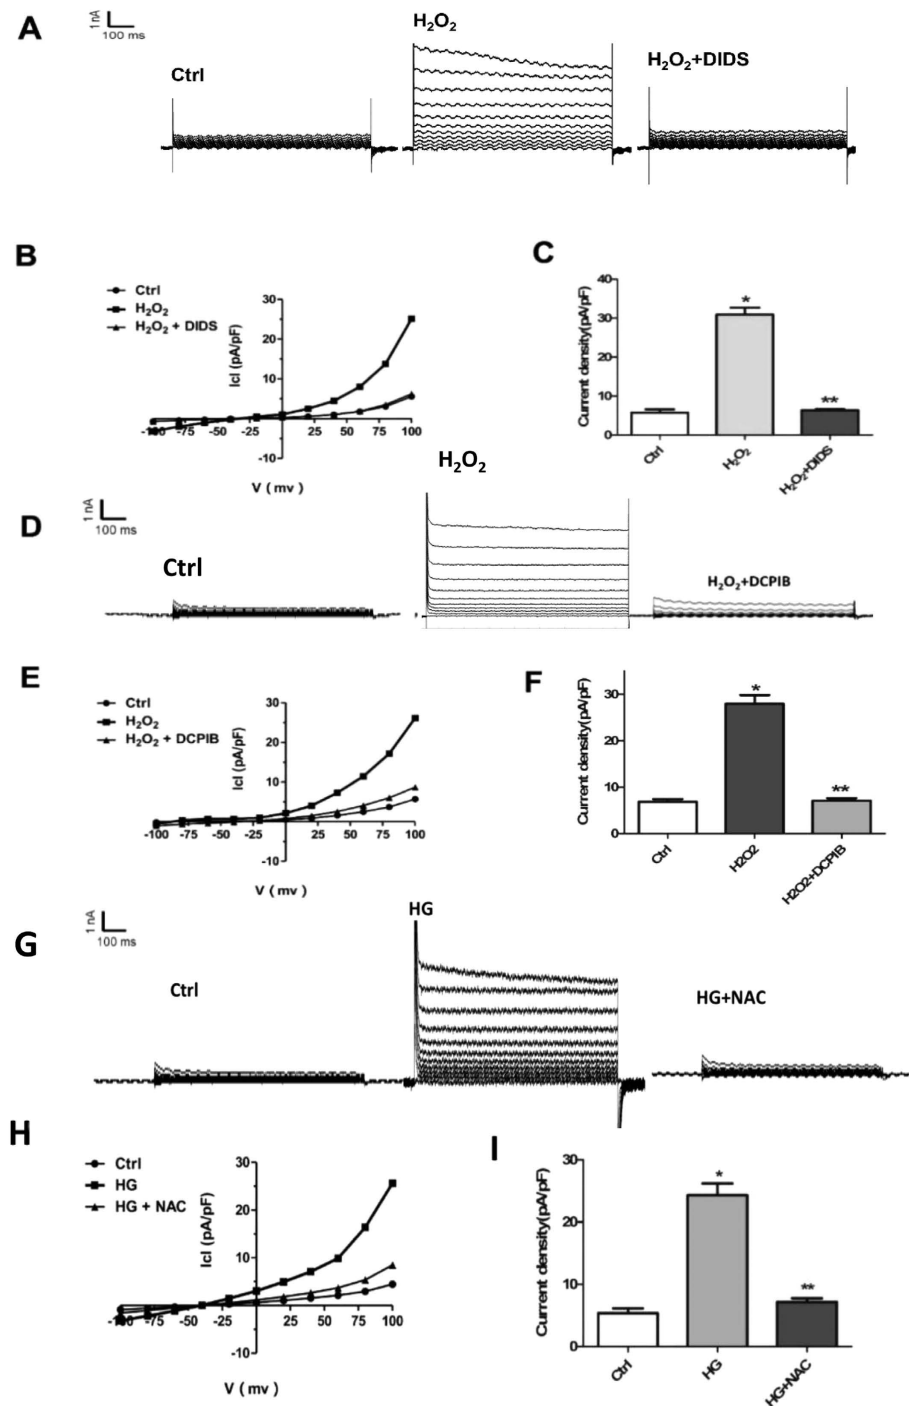 A
1 nA
100 ms
Ctrl
H₂O₂
H₂O₂+DIDS
B
Ctrl
H₂O₂
H₂O₂ + DIDS
Icl (pA/pF)
30
20
10
-10
-100 -75 -50 -25 25 50 75 100
V ( mv )
C
Current density(pA/pF)
40
30
20
10
0
*
**
Ctrl
H₂O₂
H₂O₂+DIDS
D
1 nA
100 ms
Ctrl
H₂O₂
H₂O₂+DCPIB
E
Ctrl
H₂O₂
H₂O₂ + DCPIB
Icl (pA/pF)
30
20
10
-10
-100 -75 -50 -25 25 50 75 100
V ( mv )
F
Current density(pA/pF)
30
20
10
0
*
**
Ctrl
H2O2
H2O2+DCPIB
G
1 nA
100 ms
Ctrl
HG
HG+NAC
H
Ctrl
HG
HG + NAC
Icl (pA/pF)
30
20
10
-10
-100 -75 -50 -25 25 50 75 100
V ( mv )
I
Current density(pA/pF)
30
20
10
0
*
**
Ctrl
HG
HG+NAC